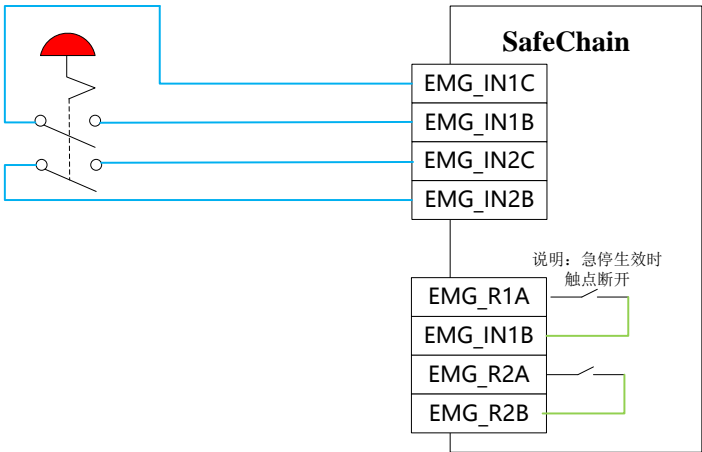 SafeChain
EMG_IN1C
EMG_IN1B
EMG_IN2C
EMG_IN2B
说明：急停生效时
触点断开
EMG_R1A
EMG_IN1B
EMG_R2A
EMG_R2B